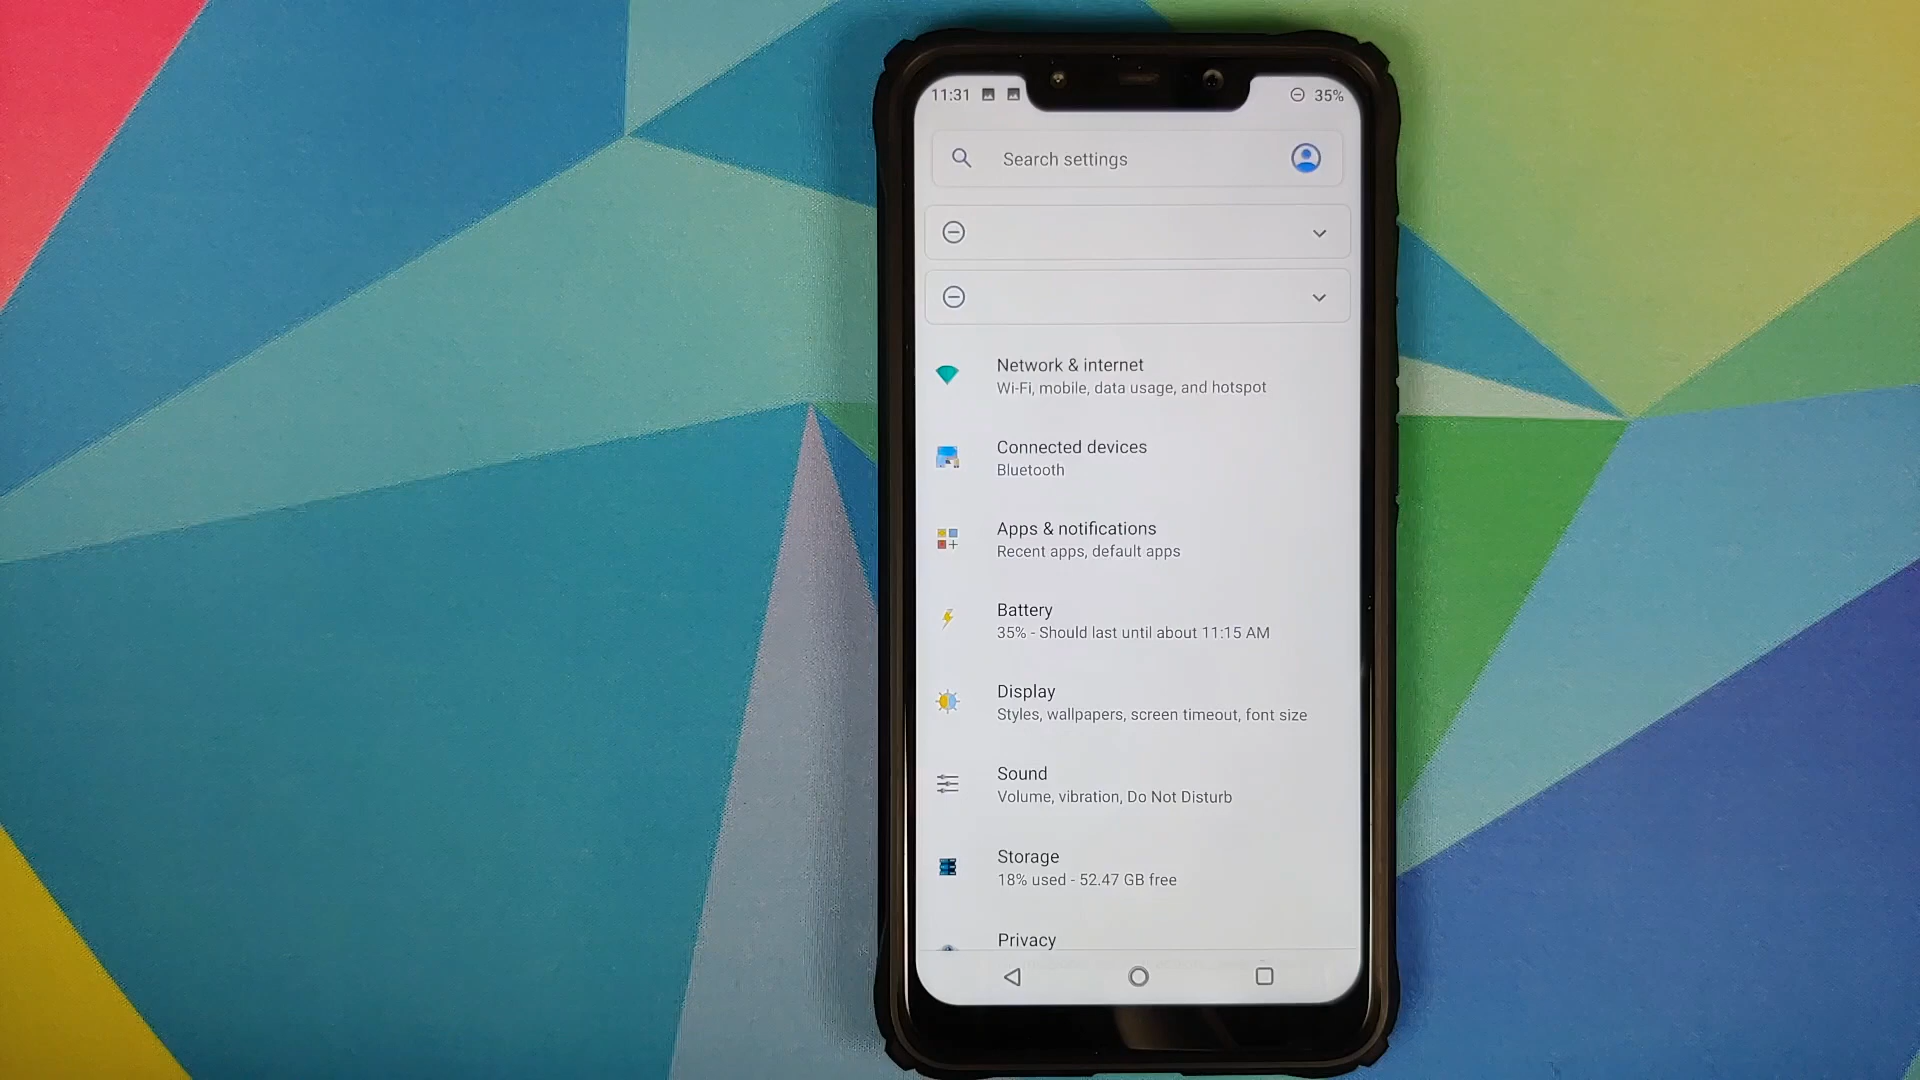 11:31 35%
Search settings
Network & internet
Wi-Fi, mobile, data usage, and hotspot
Connected devices
Bluetooth
Apps & notifications
Recent apps, default apps
Battery
35% - Should last until about 11:15 AM
Display
Styles, wallpapers, screen timeout, font size
Sound
Volume, vibration, Do Not Disturb
Storage
18% used - 52.47 GB free
Privacy